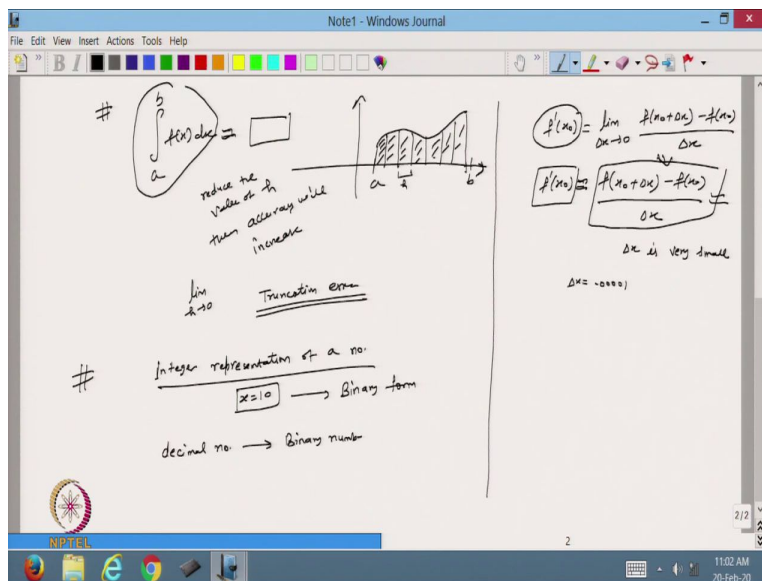 Note1 - Windows Journal
File Edit View Insert Actions Tools Help
B I
# ∫_a^b f(x) dx =
a h b
reduce the
value of h
then accuracy will
increase
lim h→0 Truncation error
# integer representation of a no.
x=10 → Binary form
decimal no. → Binary number
f'(x₀) = lim Δx→0 (f(x₀+Δx) - f(x₀))/Δx
f'(x₀) = (f(x₀+Δx) - f(x₀))/Δx =
Δx is very small
Δx = .00001
NPTEL
2
2/2
11:02 AM
20-Feb-20